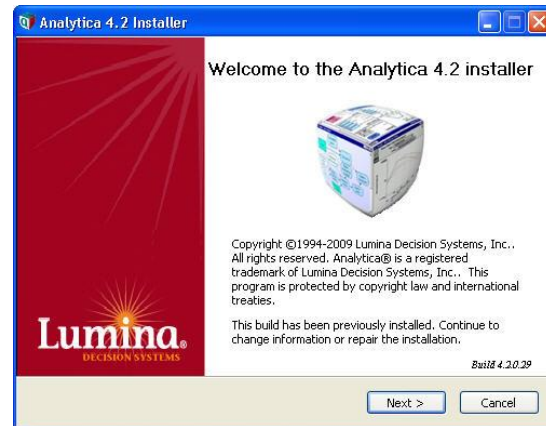 Analytica 4.2 Installer
Welcome to the Analytica 4.2 installer
Copyright ©1994-2009 Lumina Decision Systems, Inc..
All rights reserved. Analytica® is a registered
trademark of Lumina Decision Systems, Inc.. This
program is protected by copyright law and international
treaties.
This build has been previously installed. Continue to
change information or repair the installation.
Lumina®
DECISION SYSTEMS
Build 4.2.0.29
Next >
Cancel